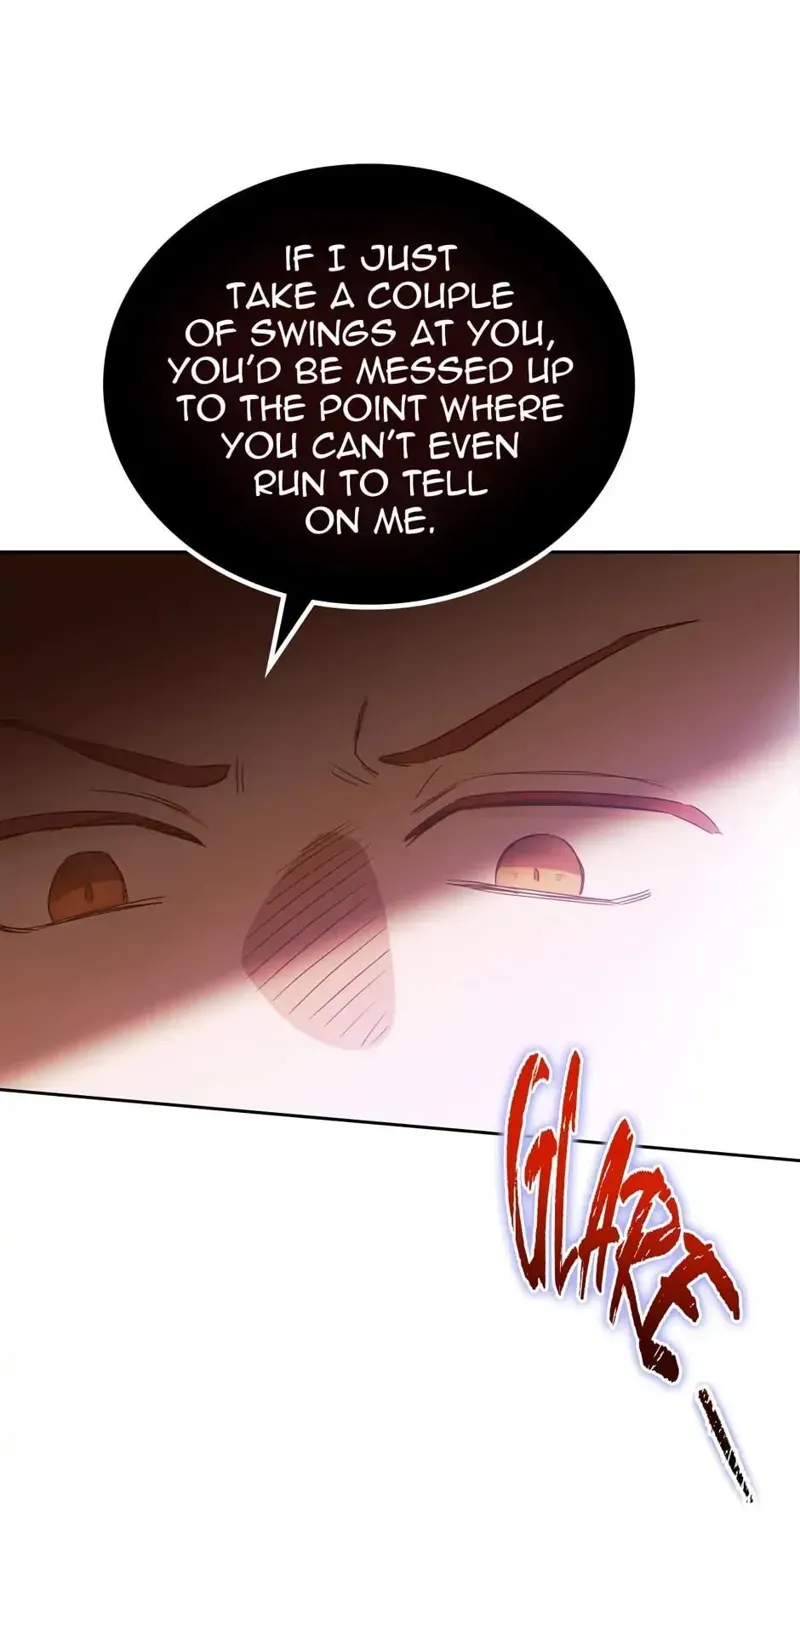 IF I JUST
TAKE A COUPLE
OF SWINGS AT YOU,
YOU'D BE MESSED UP
TO THE POINT WHERE
YOU CAN'T EVEN
RUN TO TELL
ON ME.
GLARE